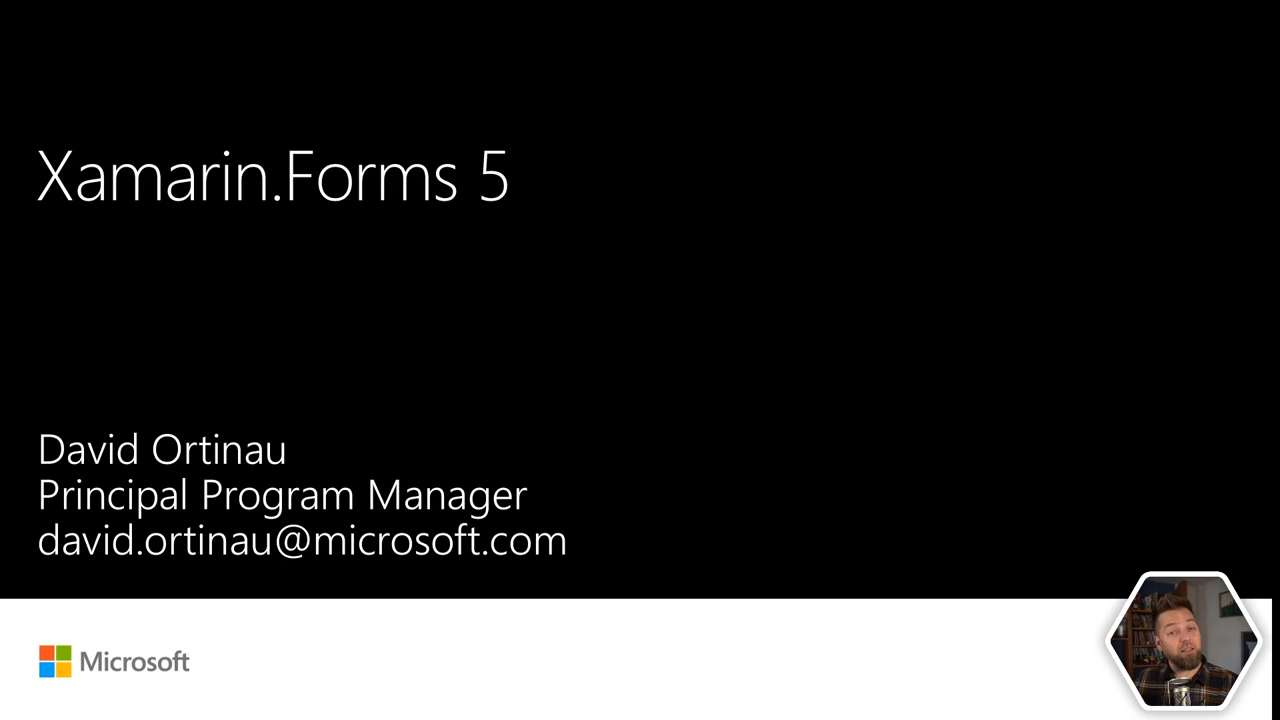 Xamarin.Forms 5
David Ortinau
Principal Program Manager
david.ortinau@microsoft.com
Microsoft